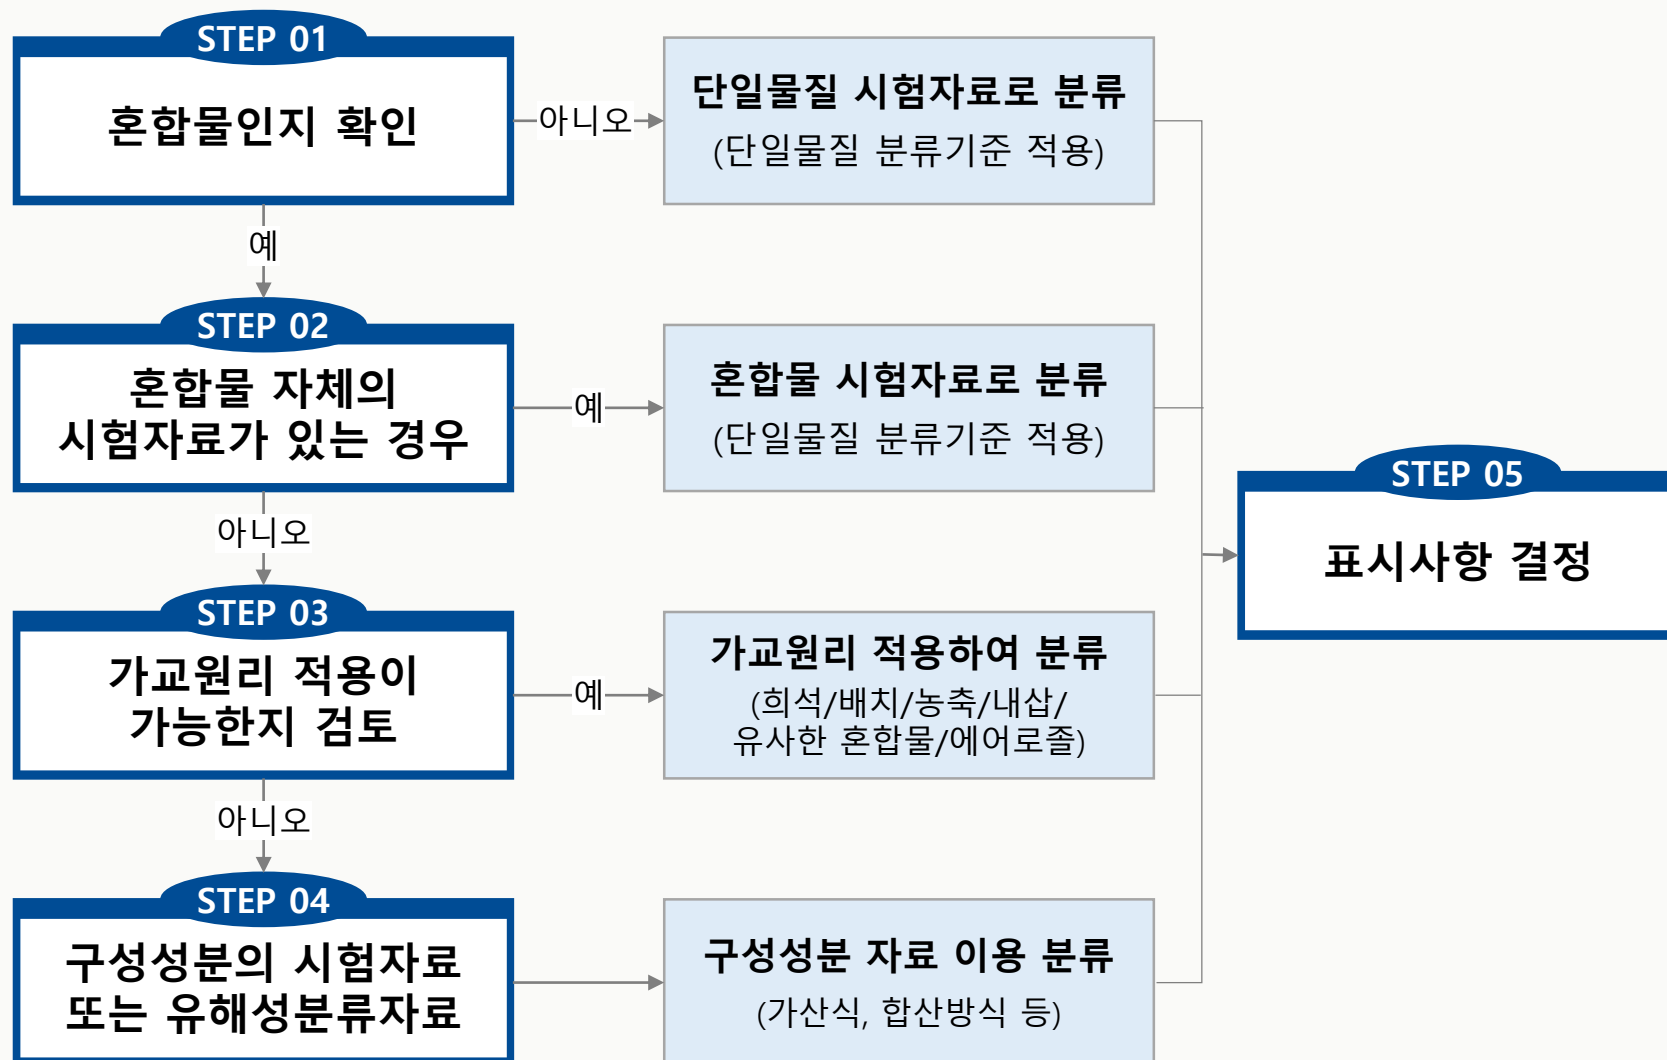 STEP 01
혼합물인지 확인
아니오
단일물질 시험자료로 분류
(단일물질 분류기준 적용)
예
STEP 02
혼합물 자체의
시험자료가 있는 경우
예
혼합물 시험자료로 분류
(단일물질 분류기준 적용)
아니오
STEP 03
가교원리 적용이
가능한지 검토
예
가교원리 적용하여 분류
(희석/배치/농축/내삽/
유사한 혼합물/에어로졸)
아니오
STEP 04
구성성분의 시험자료
또는 유해성분류자료
구성성분 자료 이용 분류
(가산식, 합산방식 등)
STEP 05
표시사항 결정